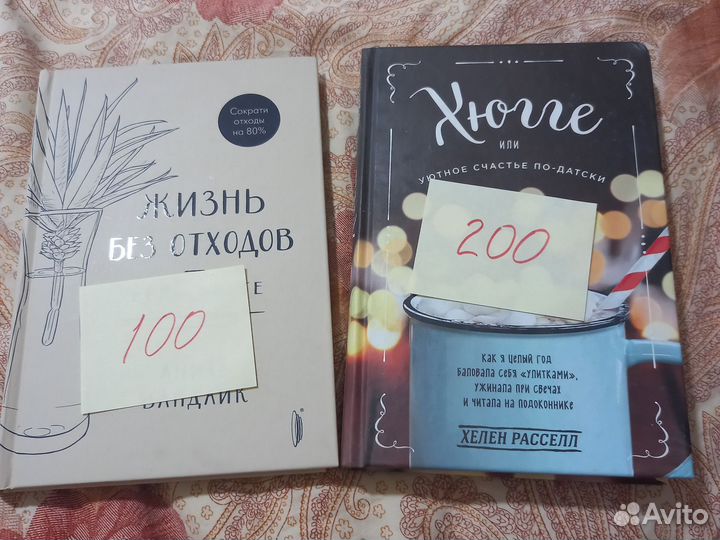 Сократи
отходы
на 80%
ЖИЗНЬ
БЕЗ ОТХОДОВ
100
Хюгге
или
УЮТНОЕ СЧАСТЬЕ ПО-ДАТСКИ
200
как я целый год
баловала себя «улитками»,
ужинала при свечах
и читала на подоконнике
ХЕЛЕН РАССЕЛЛ
Avito